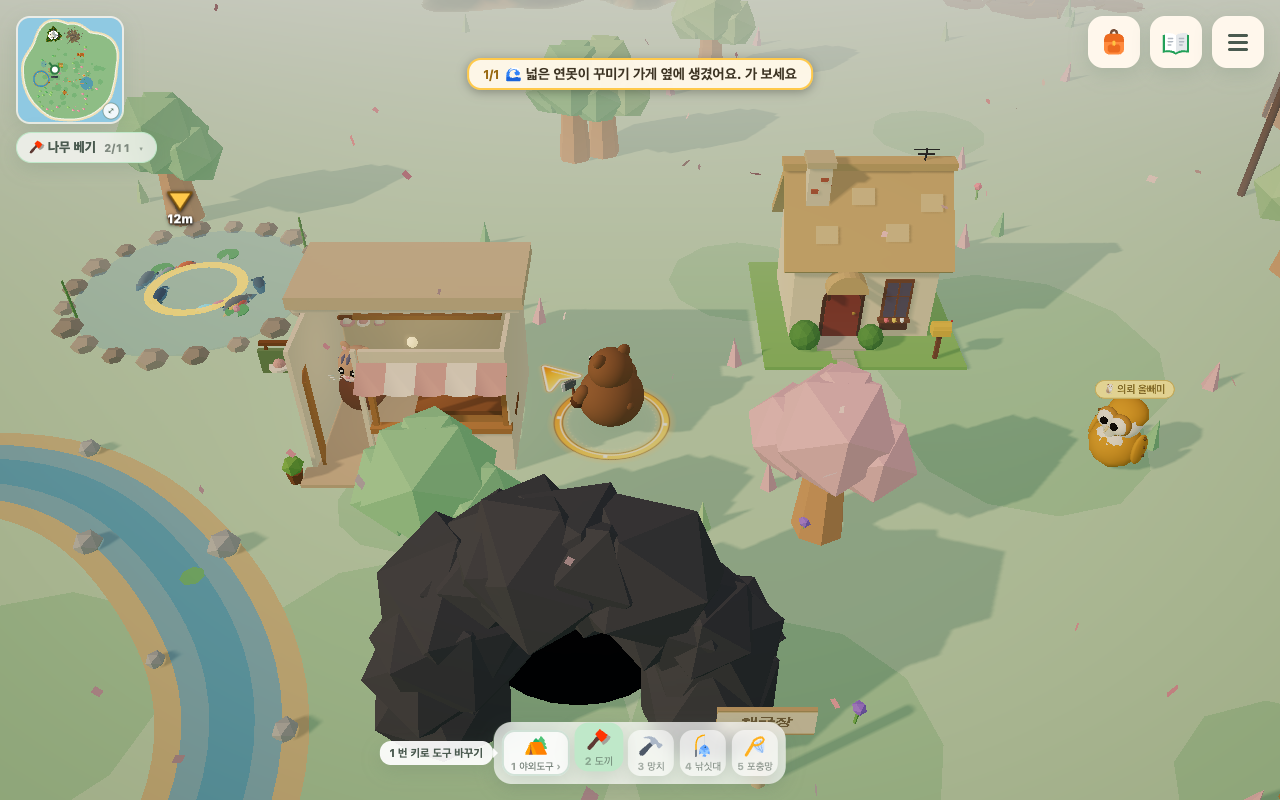 1/1 넓은 연못이 꾸미기 가게 옆에 생겼어요. 가 보세요
나무 베기 2/11
12m
의뢰 올빼미
1 번 키로 도구 바꾸기
1 야외도구 ›
2 도끼
3 망치
4 낚싯대
5 포충망